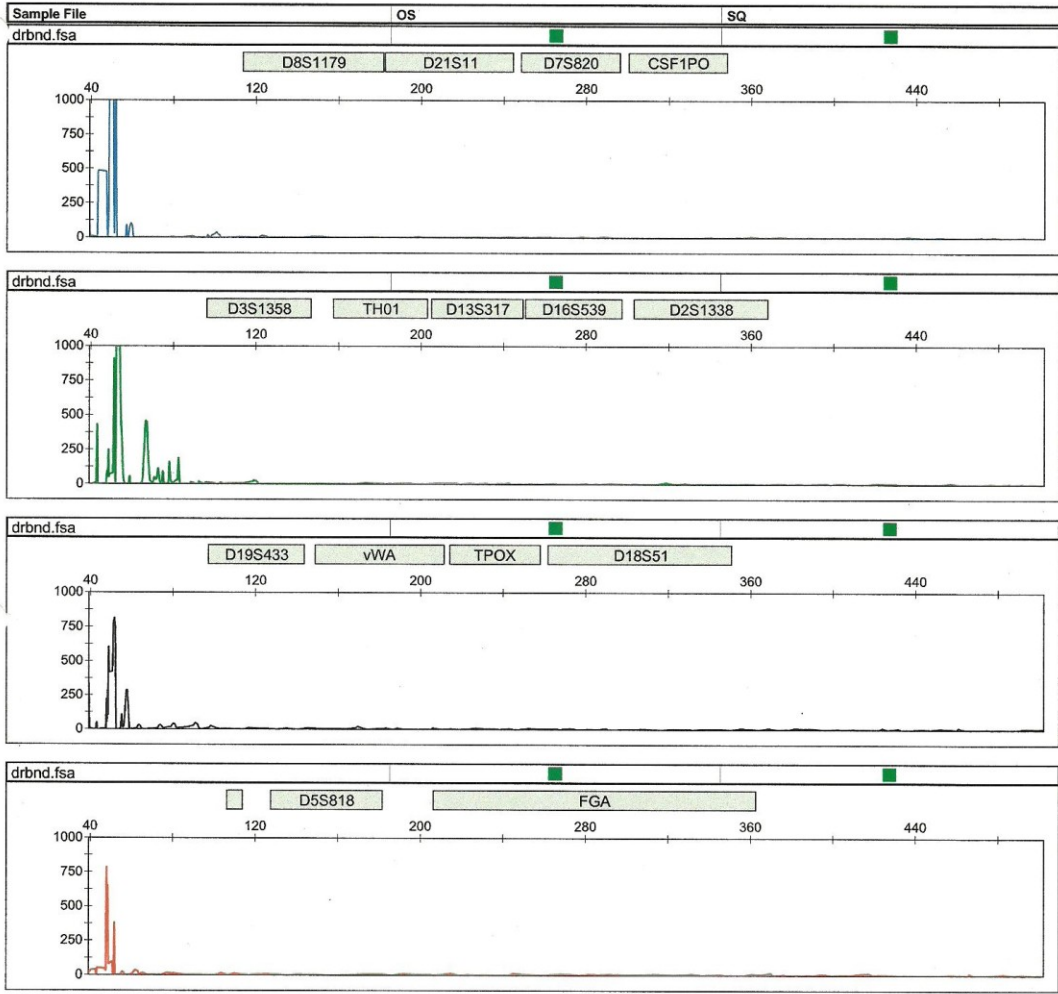 Sample File OS SQ
drbnd.fsa
D8S1179 D21S11 D7S820 CSF1PO
40 120 200 280 360 440
1000
750
500
250
0
drbnd.fsa
D3S1358 TH01 D13S317 D16S539 D2S1338
40 120 200 280 360 440
1000
750
500
250
0
drbnd.fsa
D19S433 vWA TPOX D18S51
40 120 200 280 360 440
1000
750
500
250
0
drbnd.fsa
D5S818 FGA
40 120 200 280 360 440
1000
750
500
250
0